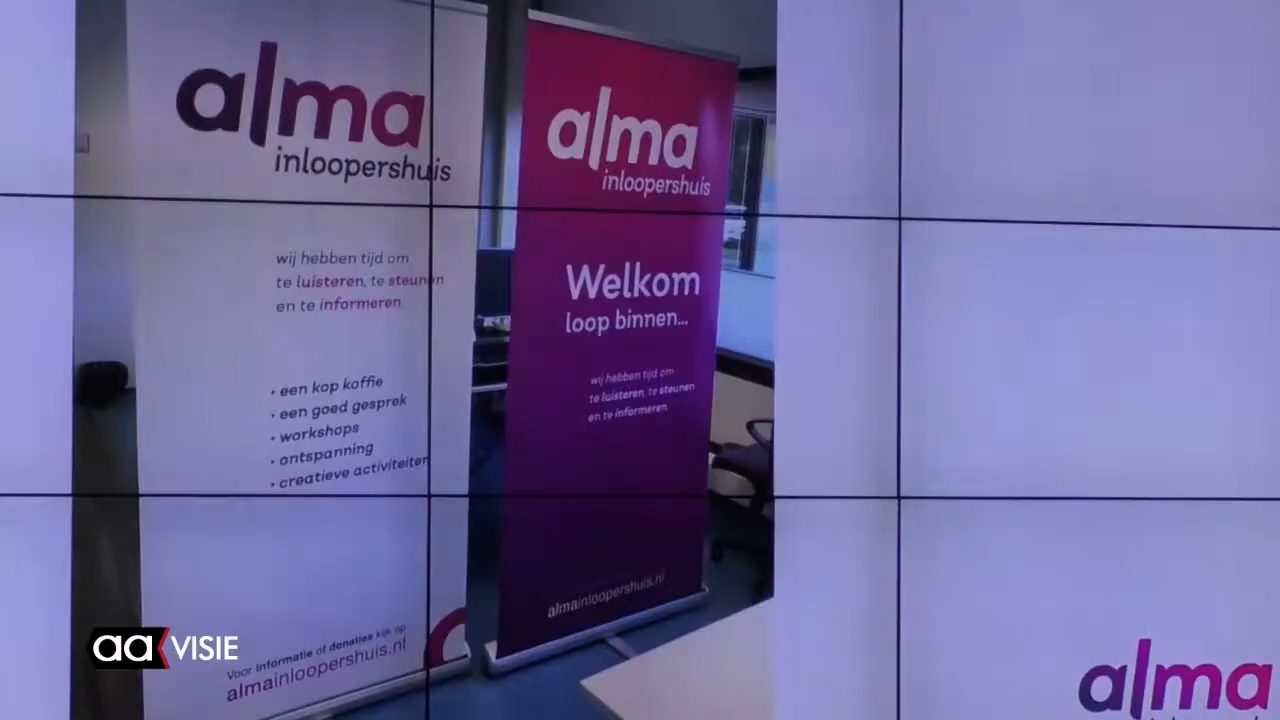 alma
inloopershuis
wij hebben tijd om
te luisteren, te steunen
en te informeren.
• een kop koffie
• een goed gesprek
• workshops
• ontspanning
• creatieve activiteiten
Voor informatie of donaties kijk op
almainloopershuis.nl
alma
inloopershuis
Welkom
loop binnen...
wij hebben tijd om
te luisteren, te steunen
en te informeren.
almainloopershuis.nl
aa VISIE
alma